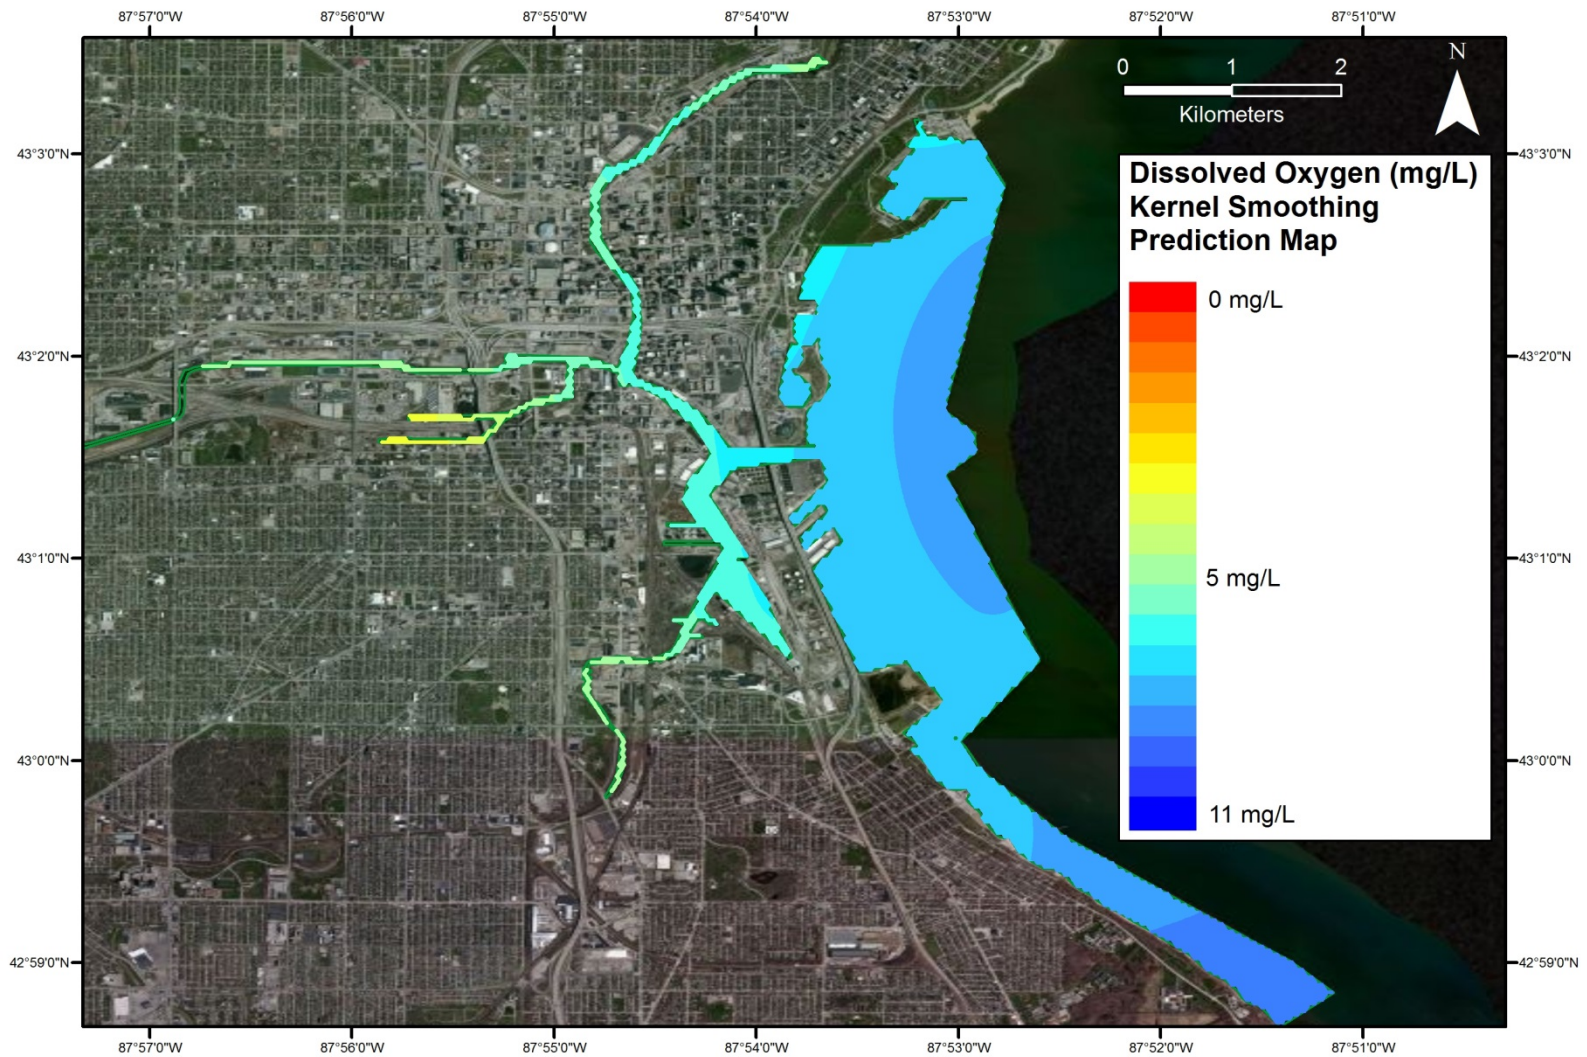 87°57'0"W 87°56'0"W 87°55'0"W 87°54'0"W 87°53'0"W 87°52'0"W 87°51'0"W
N
0 1 2
Kilometers
43°3'0"N 43°3'0"N
Dissolved Oxygen (mg/L)
Kernel Smoothing
Prediction Map
0 mg/L
43°2'0"N 43°2'0"N
43°1'0"N 43°1'0"N
5 mg/L
43°0'0"N 43°0'0"N
11 mg/L
42°59'0"N 42°59'0"N
87°57'0"W 87°56'0"W 87°55'0"W 87°54'0"W 87°53'0"W 87°52'0"W 87°51'0"W